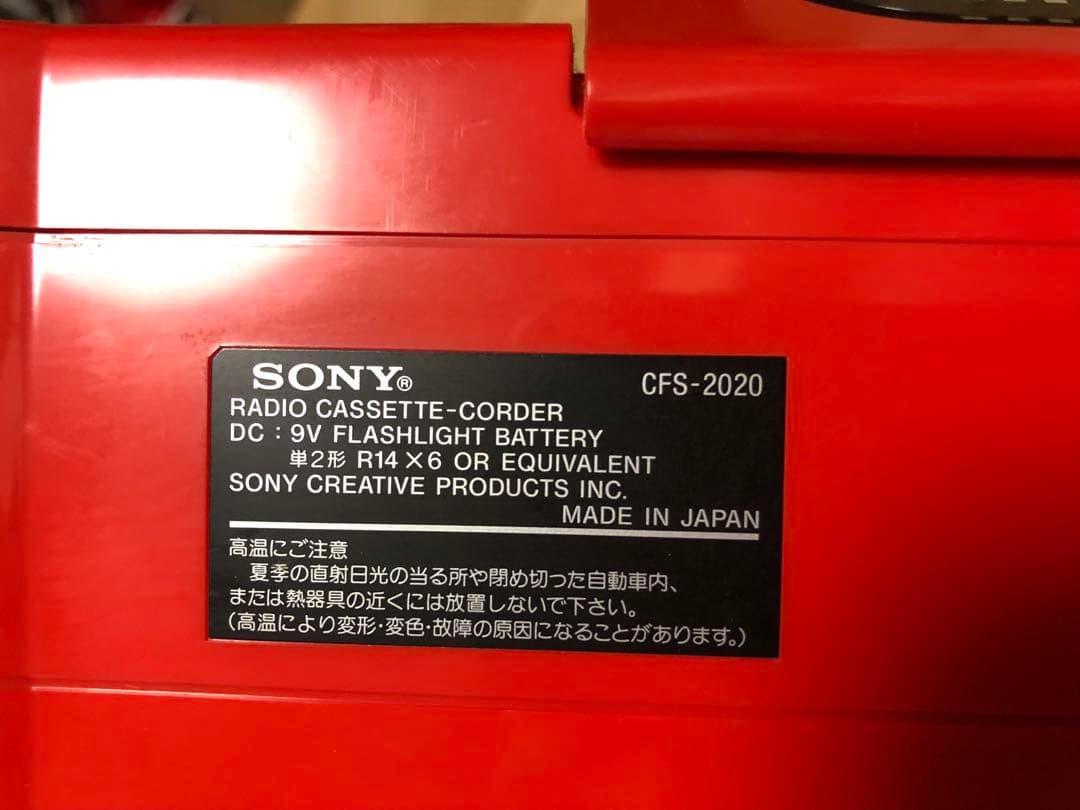 SONY®
CFS-2020
RADIO CASSETTE-CORDER
DC : 9V FLASHLIGHT BATTERY
単2形 R14×6 OR EQUIVALENT
SONY CREATIVE PRODUCTS INC.
MADE IN JAPAN
高温にご注意
夏季の直射日光の当る所や閉め切った自動車内、
または熱器具の近くには放置しないで下さい。
(高温により変形・変色・故障の原因になることがあります。)